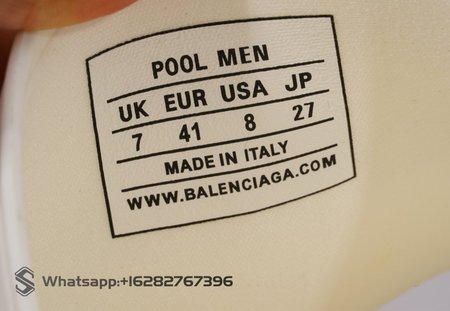 POOL MEN
UK EUR USA JP
7 41 8 27
MADE IN ITALY
WWW.BALENCIAGA.COM
Whatsapp:+16282767396